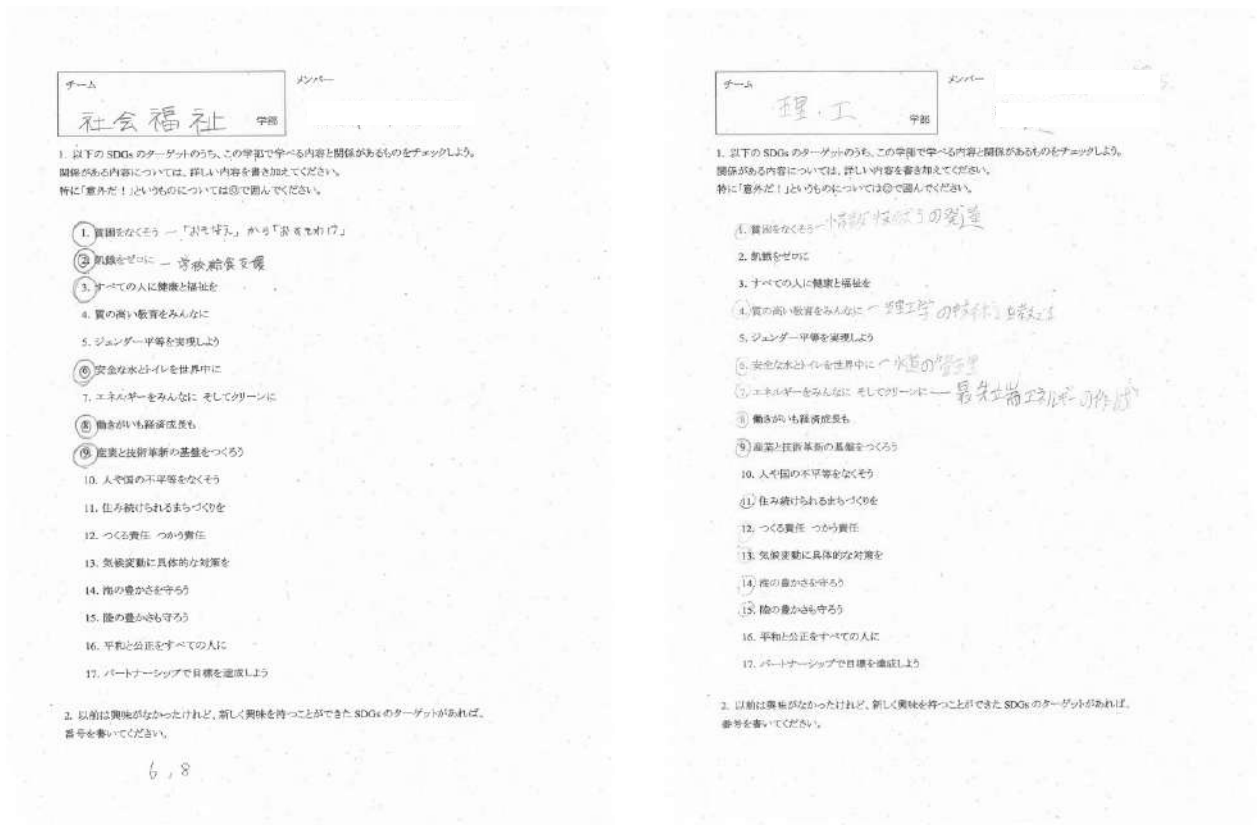 チーム
メンバー
社会福祉 学部
1. 以下の SDGs のターゲットのうち、この学部で学べる内容と関係があるものをチェックしよう。
関係がある内容については、詳しい内容を書き加えてください。
特に「意外だ！」というものについては◎で囲んでください。
1. 貧困をなくそう ー「おそなえ」から「おすそわけ」
2. 飢餓をゼロに ー 学校給食支援
3. すべての人に健康と福祉を
4. 質の高い教育をみんなに
5. ジェンダー平等を実現しよう
6. 安全な水とトイレを世界中に
7. エネルギーをみんなに そしてクリーンに
8. 働きがいも経済成長も
9. 産業と技術革新の基盤をつくろう
10. 人や国の不平等をなくそう
11. 住み続けられるまちづくりを
12. つくる責任 つかう責任
13. 気候変動に具体的な対策を
14. 海の豊かさを守ろう
15. 陸の豊かさも守ろう
16. 平和と公正をすべての人に
17. パートナーシップで目標を達成しよう
2. 以前は興味がなかったけれど、新しく興味を持つことができた SDGs のターゲットがあれば、
番号を書いてください。
6, 8
チーム
メンバー
理・工 学部
1. 以下の SDGs のターゲットのうち、この学部で学べる内容と関係があるものをチェックしよう。
関係がある内容については、詳しい内容を書き加えてください。
特に「意外だ！」というものについては◎で囲んでください。
1. 貧困をなくそう ー 情報 の発達
2. 飢餓をゼロに
3. すべての人に健康と福祉を
4. 質の高い教育をみんなに ー 理工学の
5. ジェンダー平等を実現しよう
6. 安全な水とトイレを世界中に ー 水道の管理
7. エネルギーをみんなに そしてクリーンに ー 最先端エネルギーの
8. 働きがいも経済成長も
9. 産業と技術革新の基盤をつくろう
10. 人や国の不平等をなくそう
11. 住み続けられるまちづくりを
12. つくる責任 つかう責任
13. 気候変動に具体的な対策を
14. 海の豊かさを守ろう
15. 陸の豊かさも守ろう
16. 平和と公正をすべての人に
17. パートナーシップで目標を達成しよう
2. 以前は興味がなかったけれど、新しく興味を持つことができた SDGs のターゲットがあれば、
番号を書いてください。